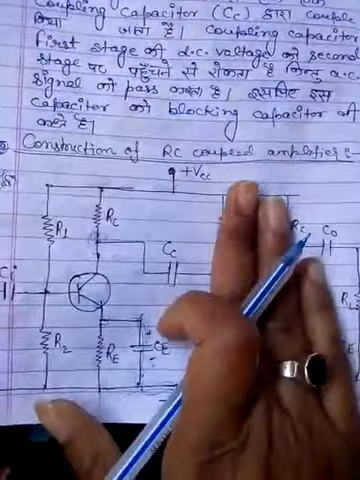 Coupling Capacitor (Cc) द्वारा couple
किया जाता है। Coupling capacitor
first stage की d.c. voltage को second
stage पर पहुँचने से रोकता है किन्तु a.c.
signal को pass करता है। इसलिए इस
Capacitor को blocking capacitor भी
कहते है।
Construction of RC coupled amplifier:-
+Vcc
R1
Rc
Cc
Rc
Co
Ci
RL
R2
RE
CE
+
-
CE